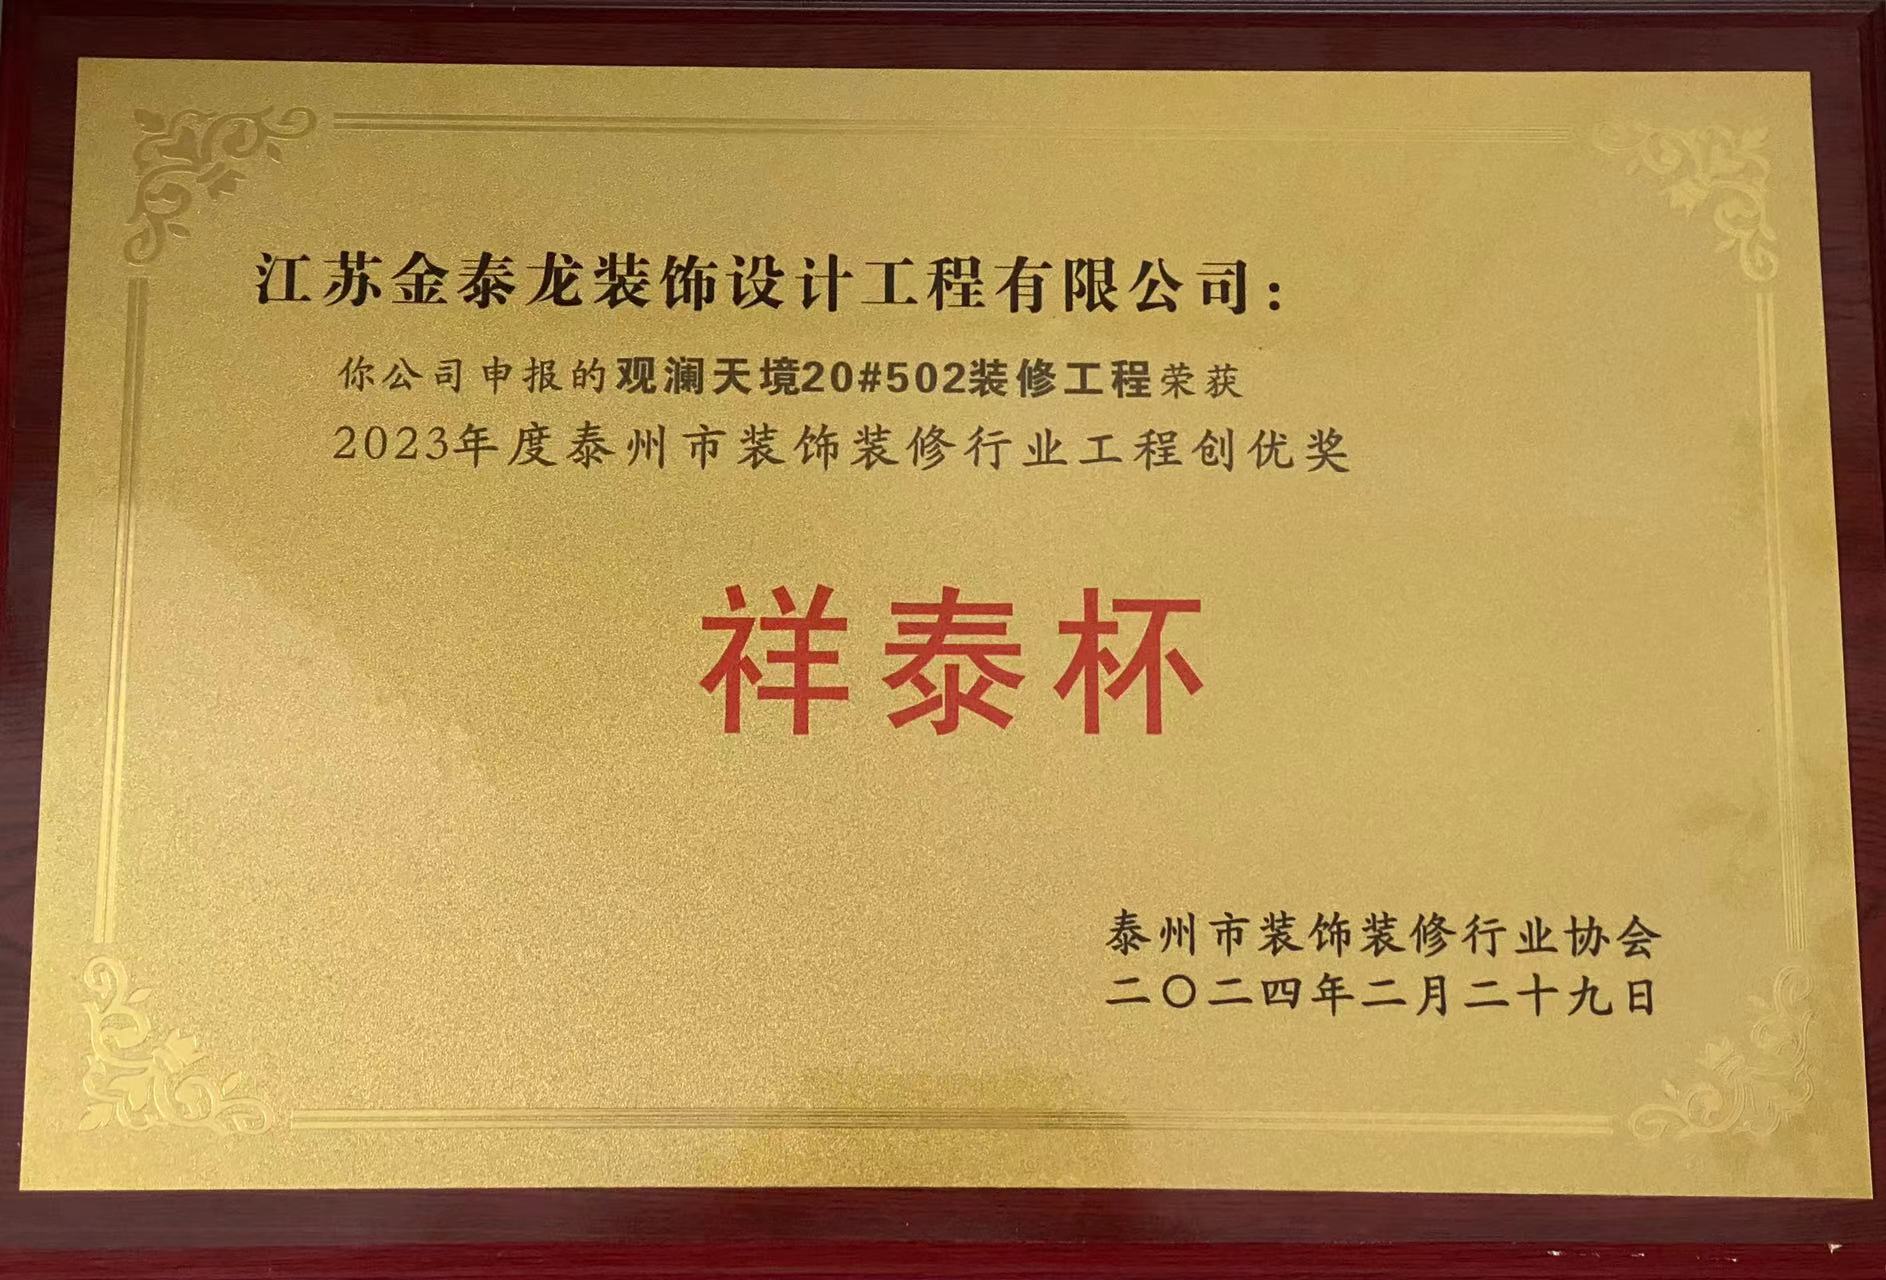 江苏金泰龙装饰设计工程有限公司：
你公司申报的观澜天境20#502装修工程荣获
2023年度泰州市装饰装修行业工程创优奖
祥泰杯
泰州市装饰装修行业协会
二〇二四年二月二十九日